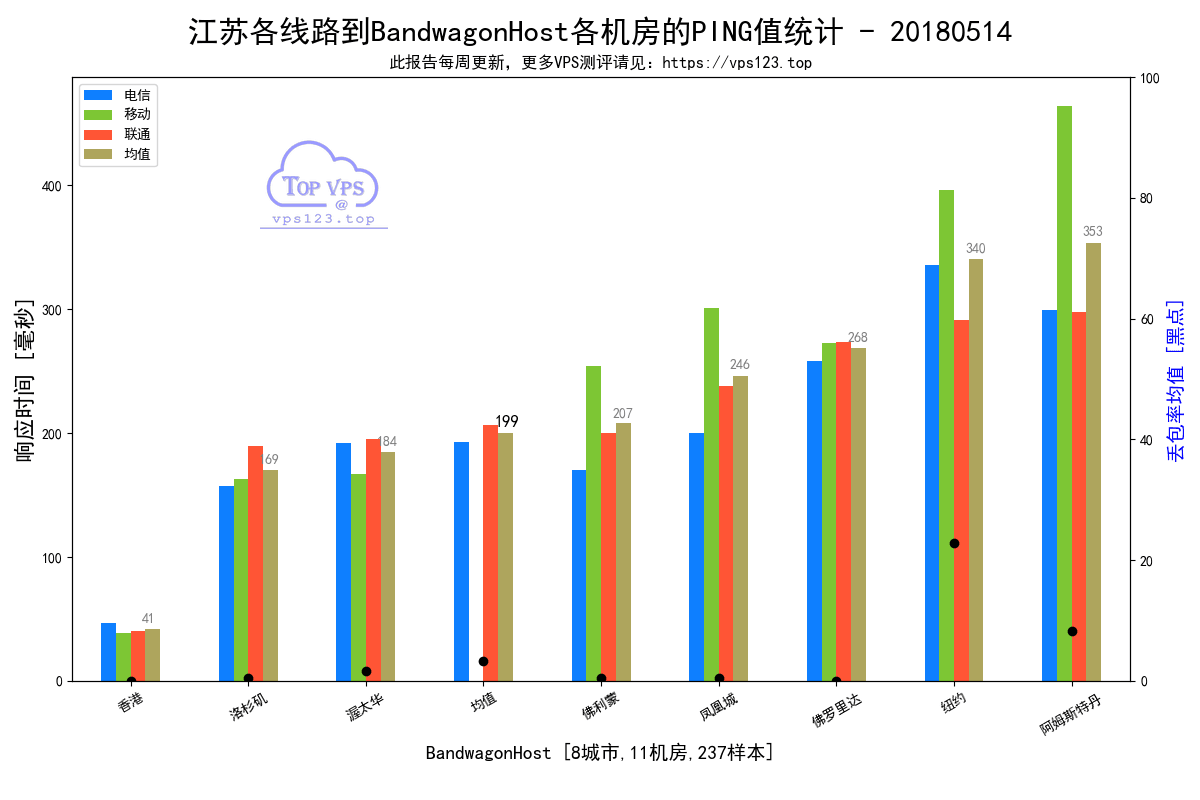 江苏各线路到BandwagonHost各机房的PING值统计 - 20180514
此报告每周更新，更多VPS测评请见：https://vps123.top
电信
移动
联通
均值
TOP VPS
@
vps123.top
响应时间 [毫秒]
400
300
200
100
0
100
80
60
40
20
0
丢包率均值 [黑点]
41
169
184
199
207
246
268
340
353
香港
洛杉矶
渥太华
均值
佛利蒙
凤凰城
佛罗里达
纽约
阿姆斯特丹
BandwagonHost [8城市,11机房,237样本]